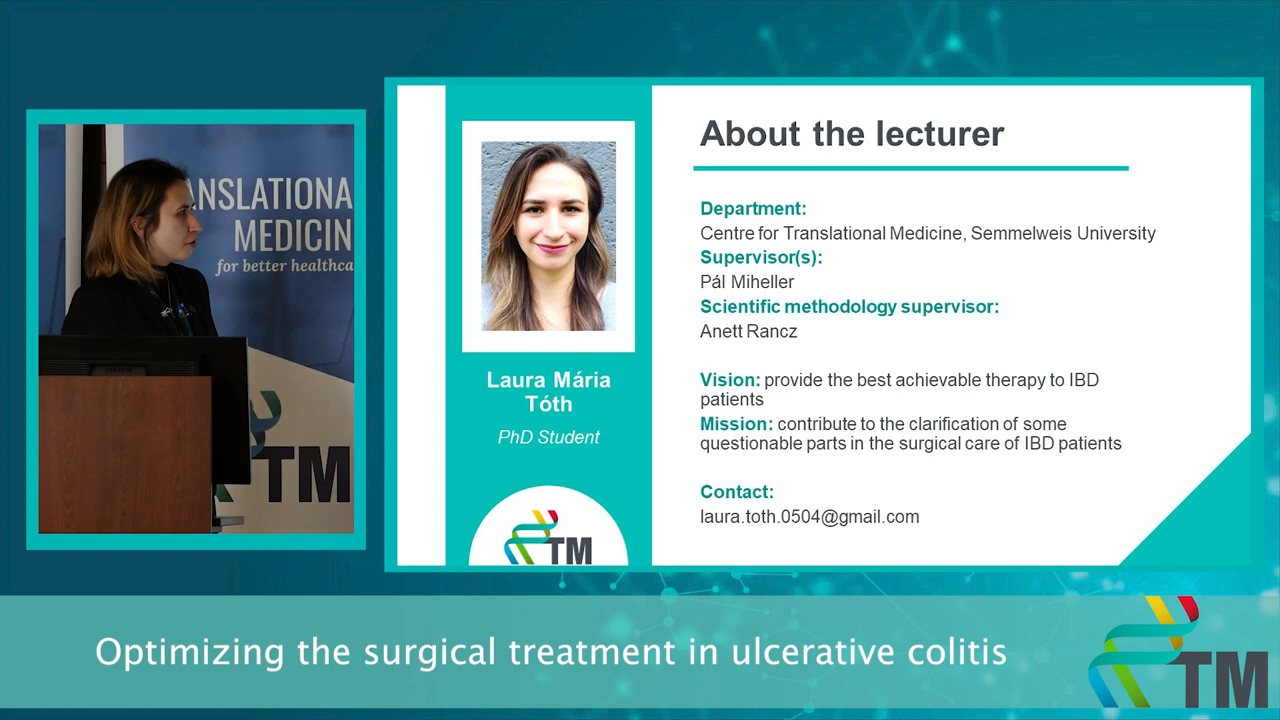 ANSLATIONA
MEDICIN
for better healthca
TM
About the lecturer
Department:
Centre for Translational Medicine, Semmelweis University
Supervisor(s):
Pál Miheller
Scientific methodology supervisor:
Anett Rancz
Vision: provide the best achievable therapy to IBD
patients
Mission: contribute to the clarification of some
questionable parts in the surgical care of IBD patients
Contact:
laura.toth.0504@gmail.com
Laura Mária
Tóth
PhD Student
TM
Optimizing the surgical treatment in ulcerative colitis
TM